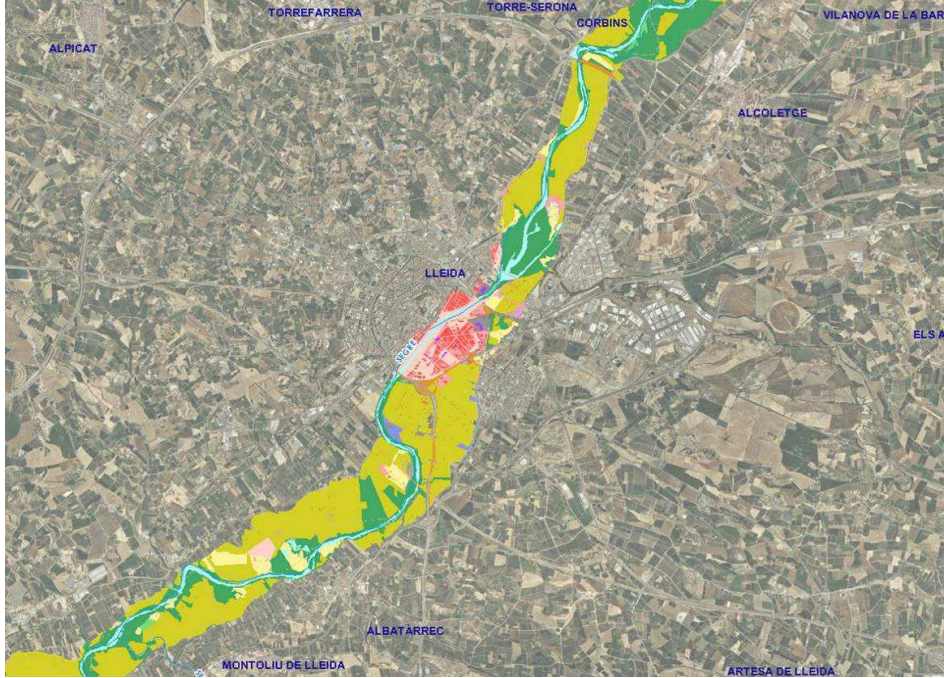 TORREFARRERA
TORRE-SERONA
CORBINS
VILANOVA DE LA BAR
ALPICAT
ALCOLETGE
LLEIDA
SEGRE
ELS A
ALBATÀRREC
MONTOLIU DE LLEIDA
S
ARTESA DE LLEIDA